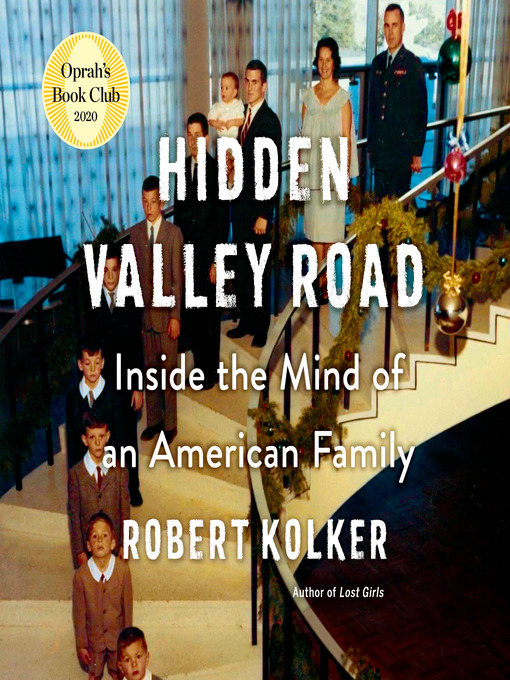 Oprah's
Book Club
2020
HIDDEN
VALLEY ROAD
Inside the Mind of
an American Family
ROBERT KOLKER
Author of Lost Girls